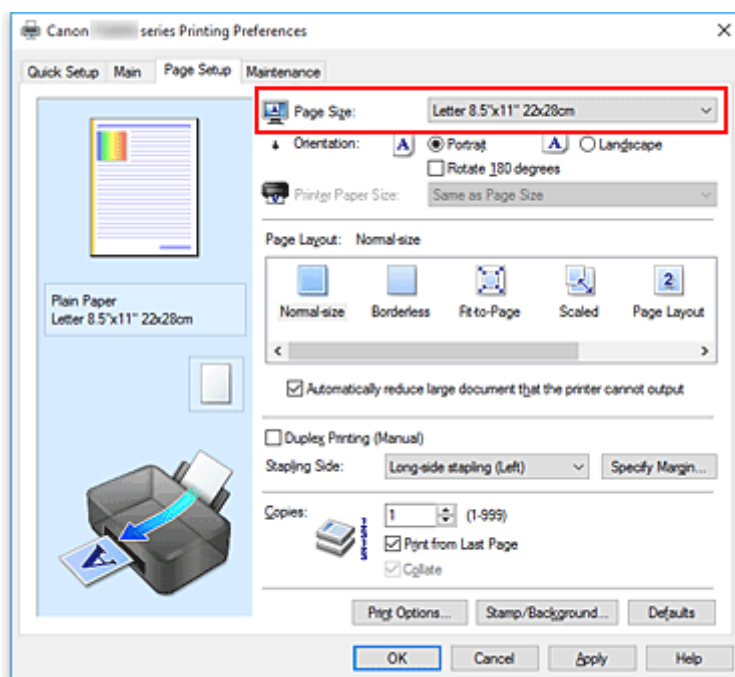 Canon series Printing Preferences
Quick Setup Main Page Setup Maintenance
Page Size: Letter 8.5"x11" 22x28cm
Orientation: A Portrait A Landscape
Rotate 180 degrees
Printer Paper Size: Same as Page Size
Page Layout: Normal-size
Normal-size Borderless Fit-to-Page Scaled 2 Page Layout
Plain Paper
Letter 8.5"x11" 22x28cm
Automatically reduce large document that the printer cannot output
Duplex Printing (Manual)
Stapling Side: Long-side stapling (Left) Specify Margin...
Copies: 1 (1-999)
Print from Last Page
Collate
A
Print Options... Stamp/Background... Defaults
OK Cancel Apply Help